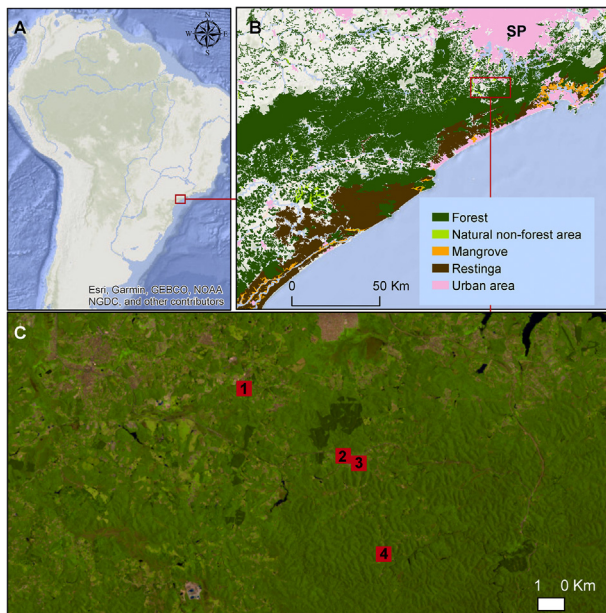 A
N
W E
S
Esri, Garmin, GEBCO, NOAA
NGDC, and other contributors
B
SP
Forest
Natural non-forest area
Mangrove
Restinga
Urban area
0 50 Km
C
1
2
3
4
1 0 Km